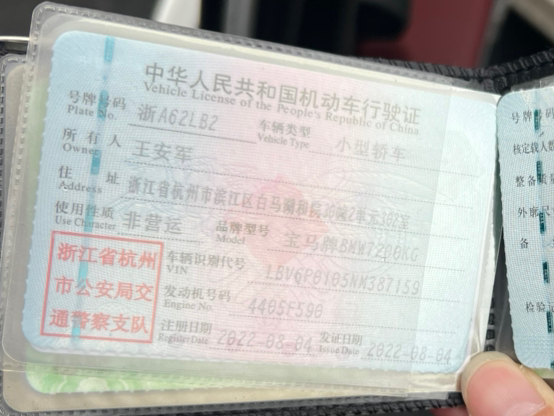 中华人民共和国机动车行驶证
Vehicle License of the People's Republic of China
号牌号码 浙A6ZLB2 车辆类型 小型轿车
Plate No. Vehicle Type
所有人 王安军
Owner
住址 浙江省杭州市滨江区白马湖和院
Address
使用性质 非营运 品牌型号 宝马牌BMW7200KG
Use Character Model
浙江省杭州
市公安局交
通警察支队
车辆识别代号 LBV6P0105NM387159
VIN
发动机号码 4405F590
Engine No.
注册日期 2022-08-04 发证日期 2022-08-04
Register Date Issue Date
号牌号码
核定载人数
整备质量
外廓尺
备
检验记